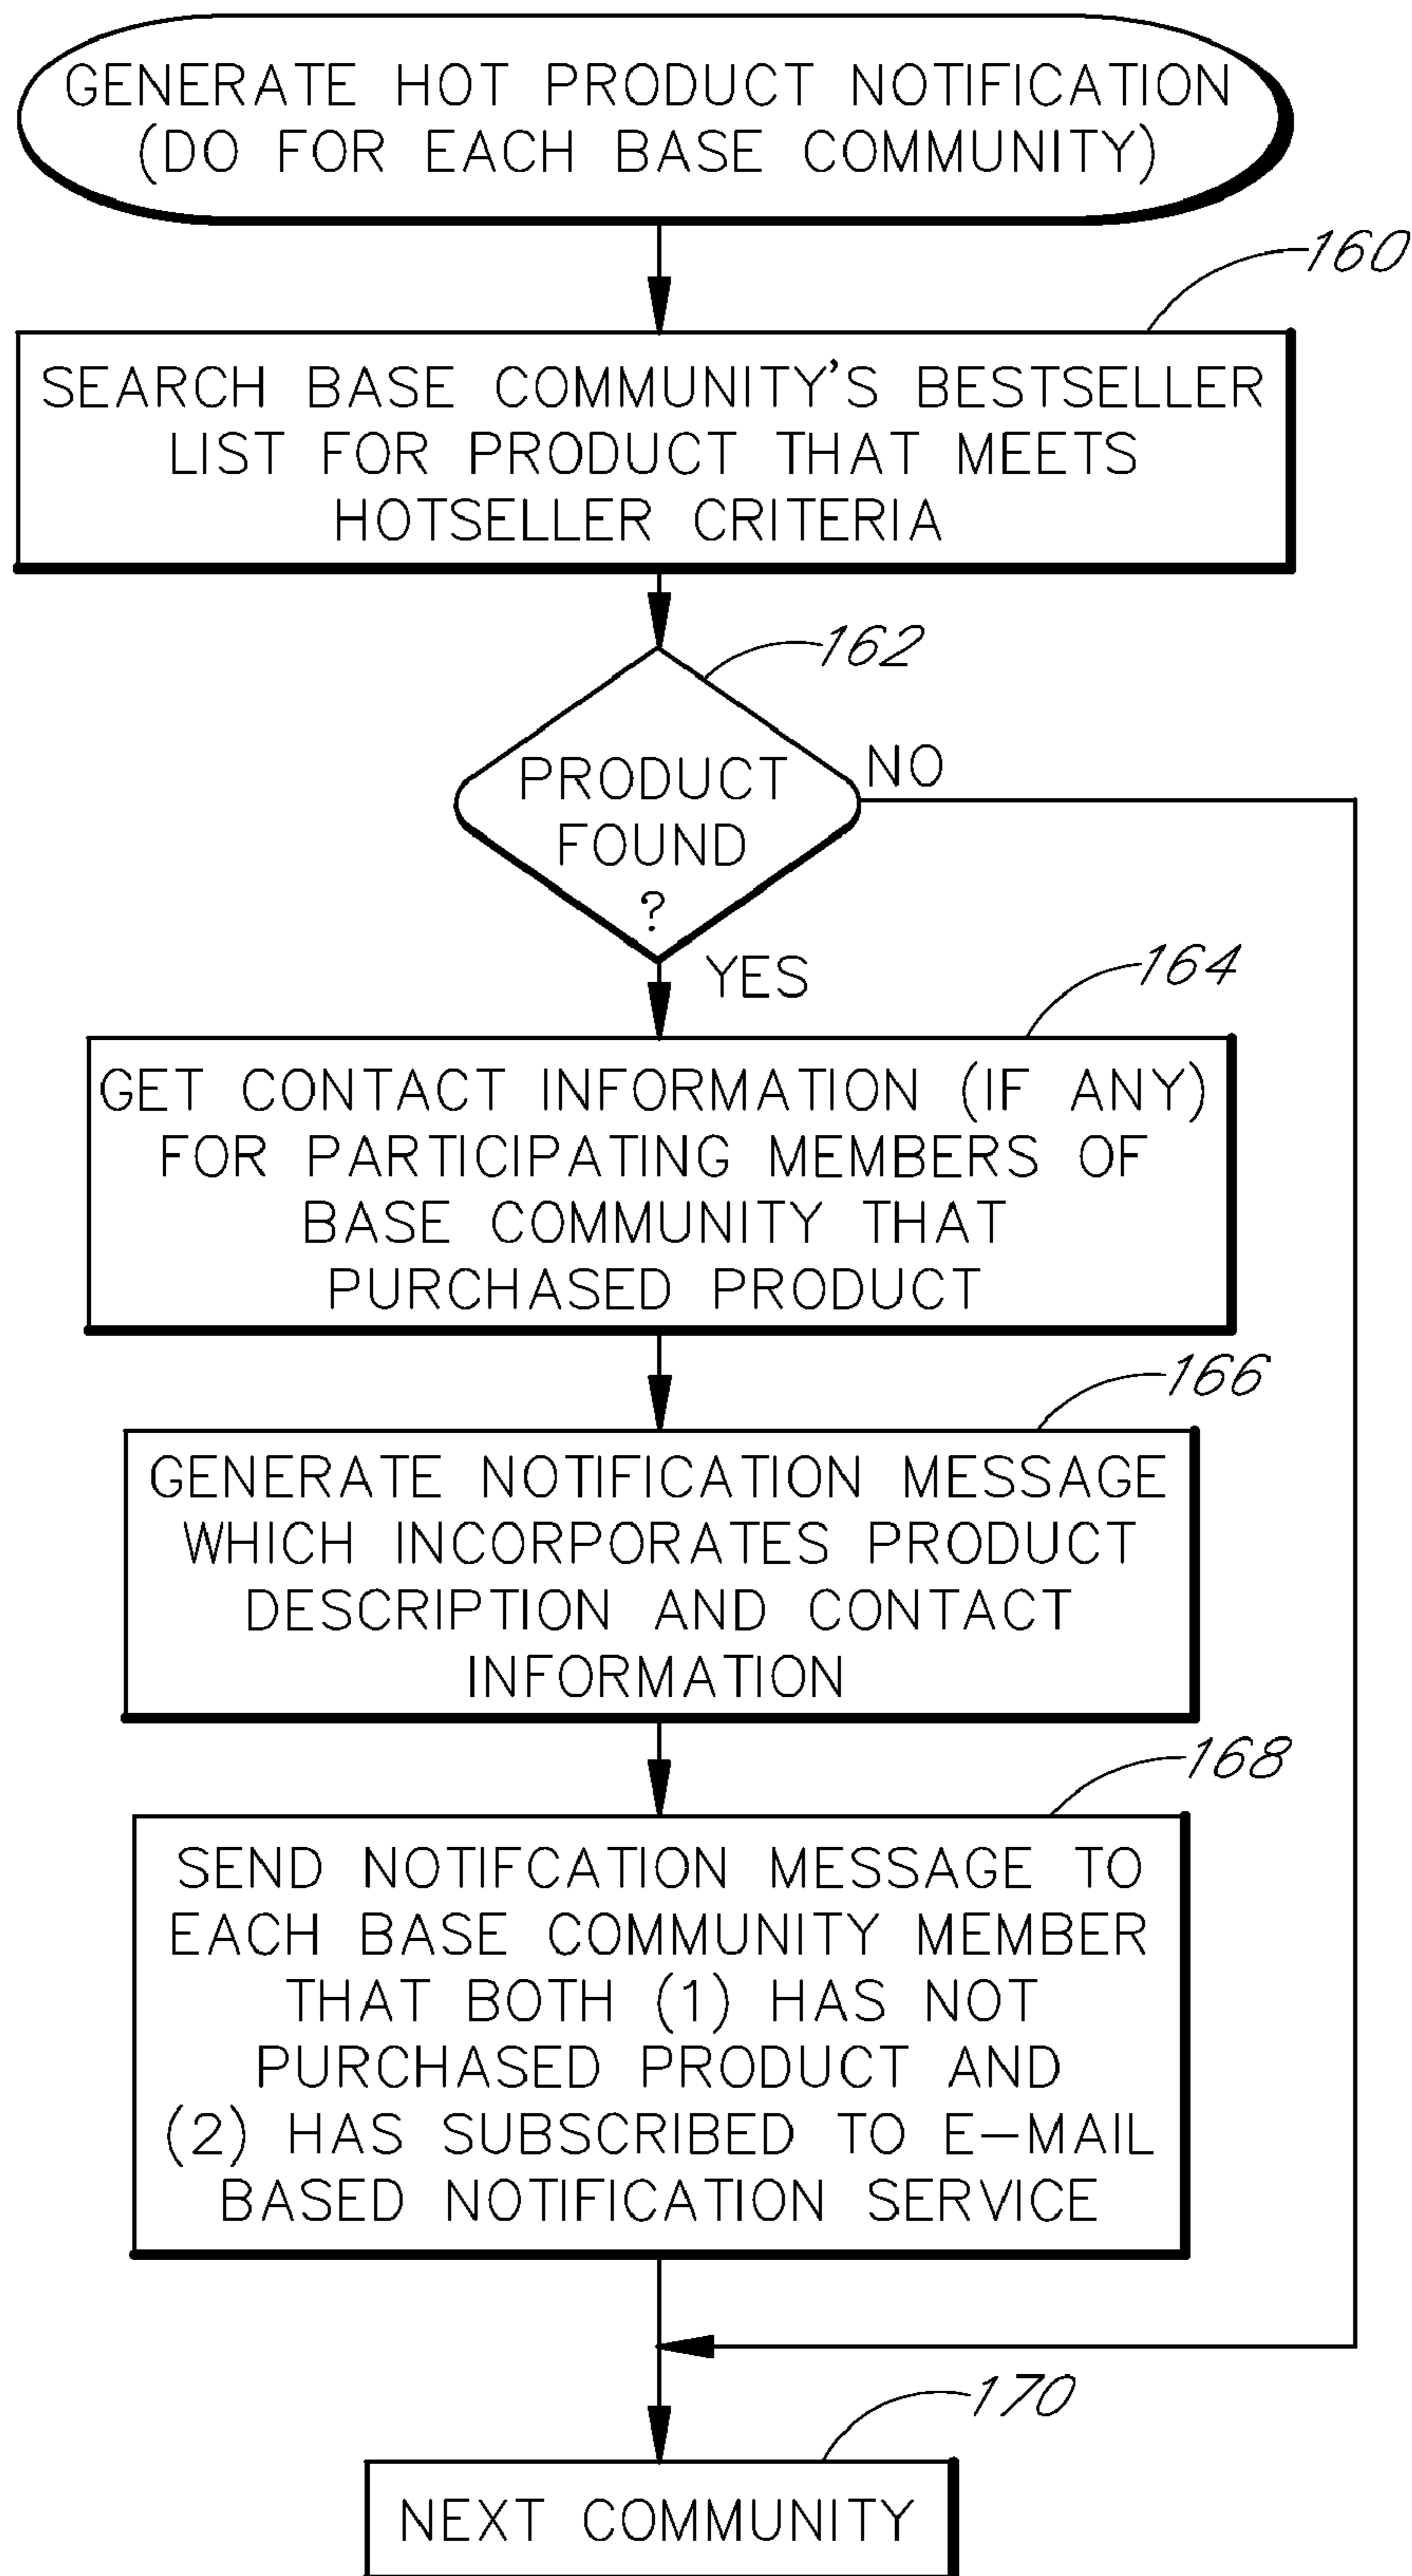 GENERATE HOT PRODUCT NOTIFICATION
(DO FOR EACH BASE COMMUNITY)
160
SEARCH BASE COMMUNITY'S BESTSELLER
LIST FOR PRODUCT THAT MEETS
HOTSELLER CRITERIA
162
PRODUCT
FOUND
?
NO
YES
164
GET CONTACT INFORMATION (IF ANY)
FOR PARTICIPATING MEMBERS OF
BASE COMMUNITY THAT
PURCHASED PRODUCT
166
GENERATE NOTIFICATION MESSAGE
WHICH INCORPORATES PRODUCT
DESCRIPTION AND CONTACT
INFORMATION
168
SEND NOTIFCATION MESSAGE TO
EACH BASE COMMUNITY MEMBER
THAT BOTH (1) HAS NOT
PURCHASED PRODUCT AND
(2) HAS SUBSCRIBED TO E-MAIL
BASED NOTIFICATION SERVICE
170
NEXT COMMUNITY